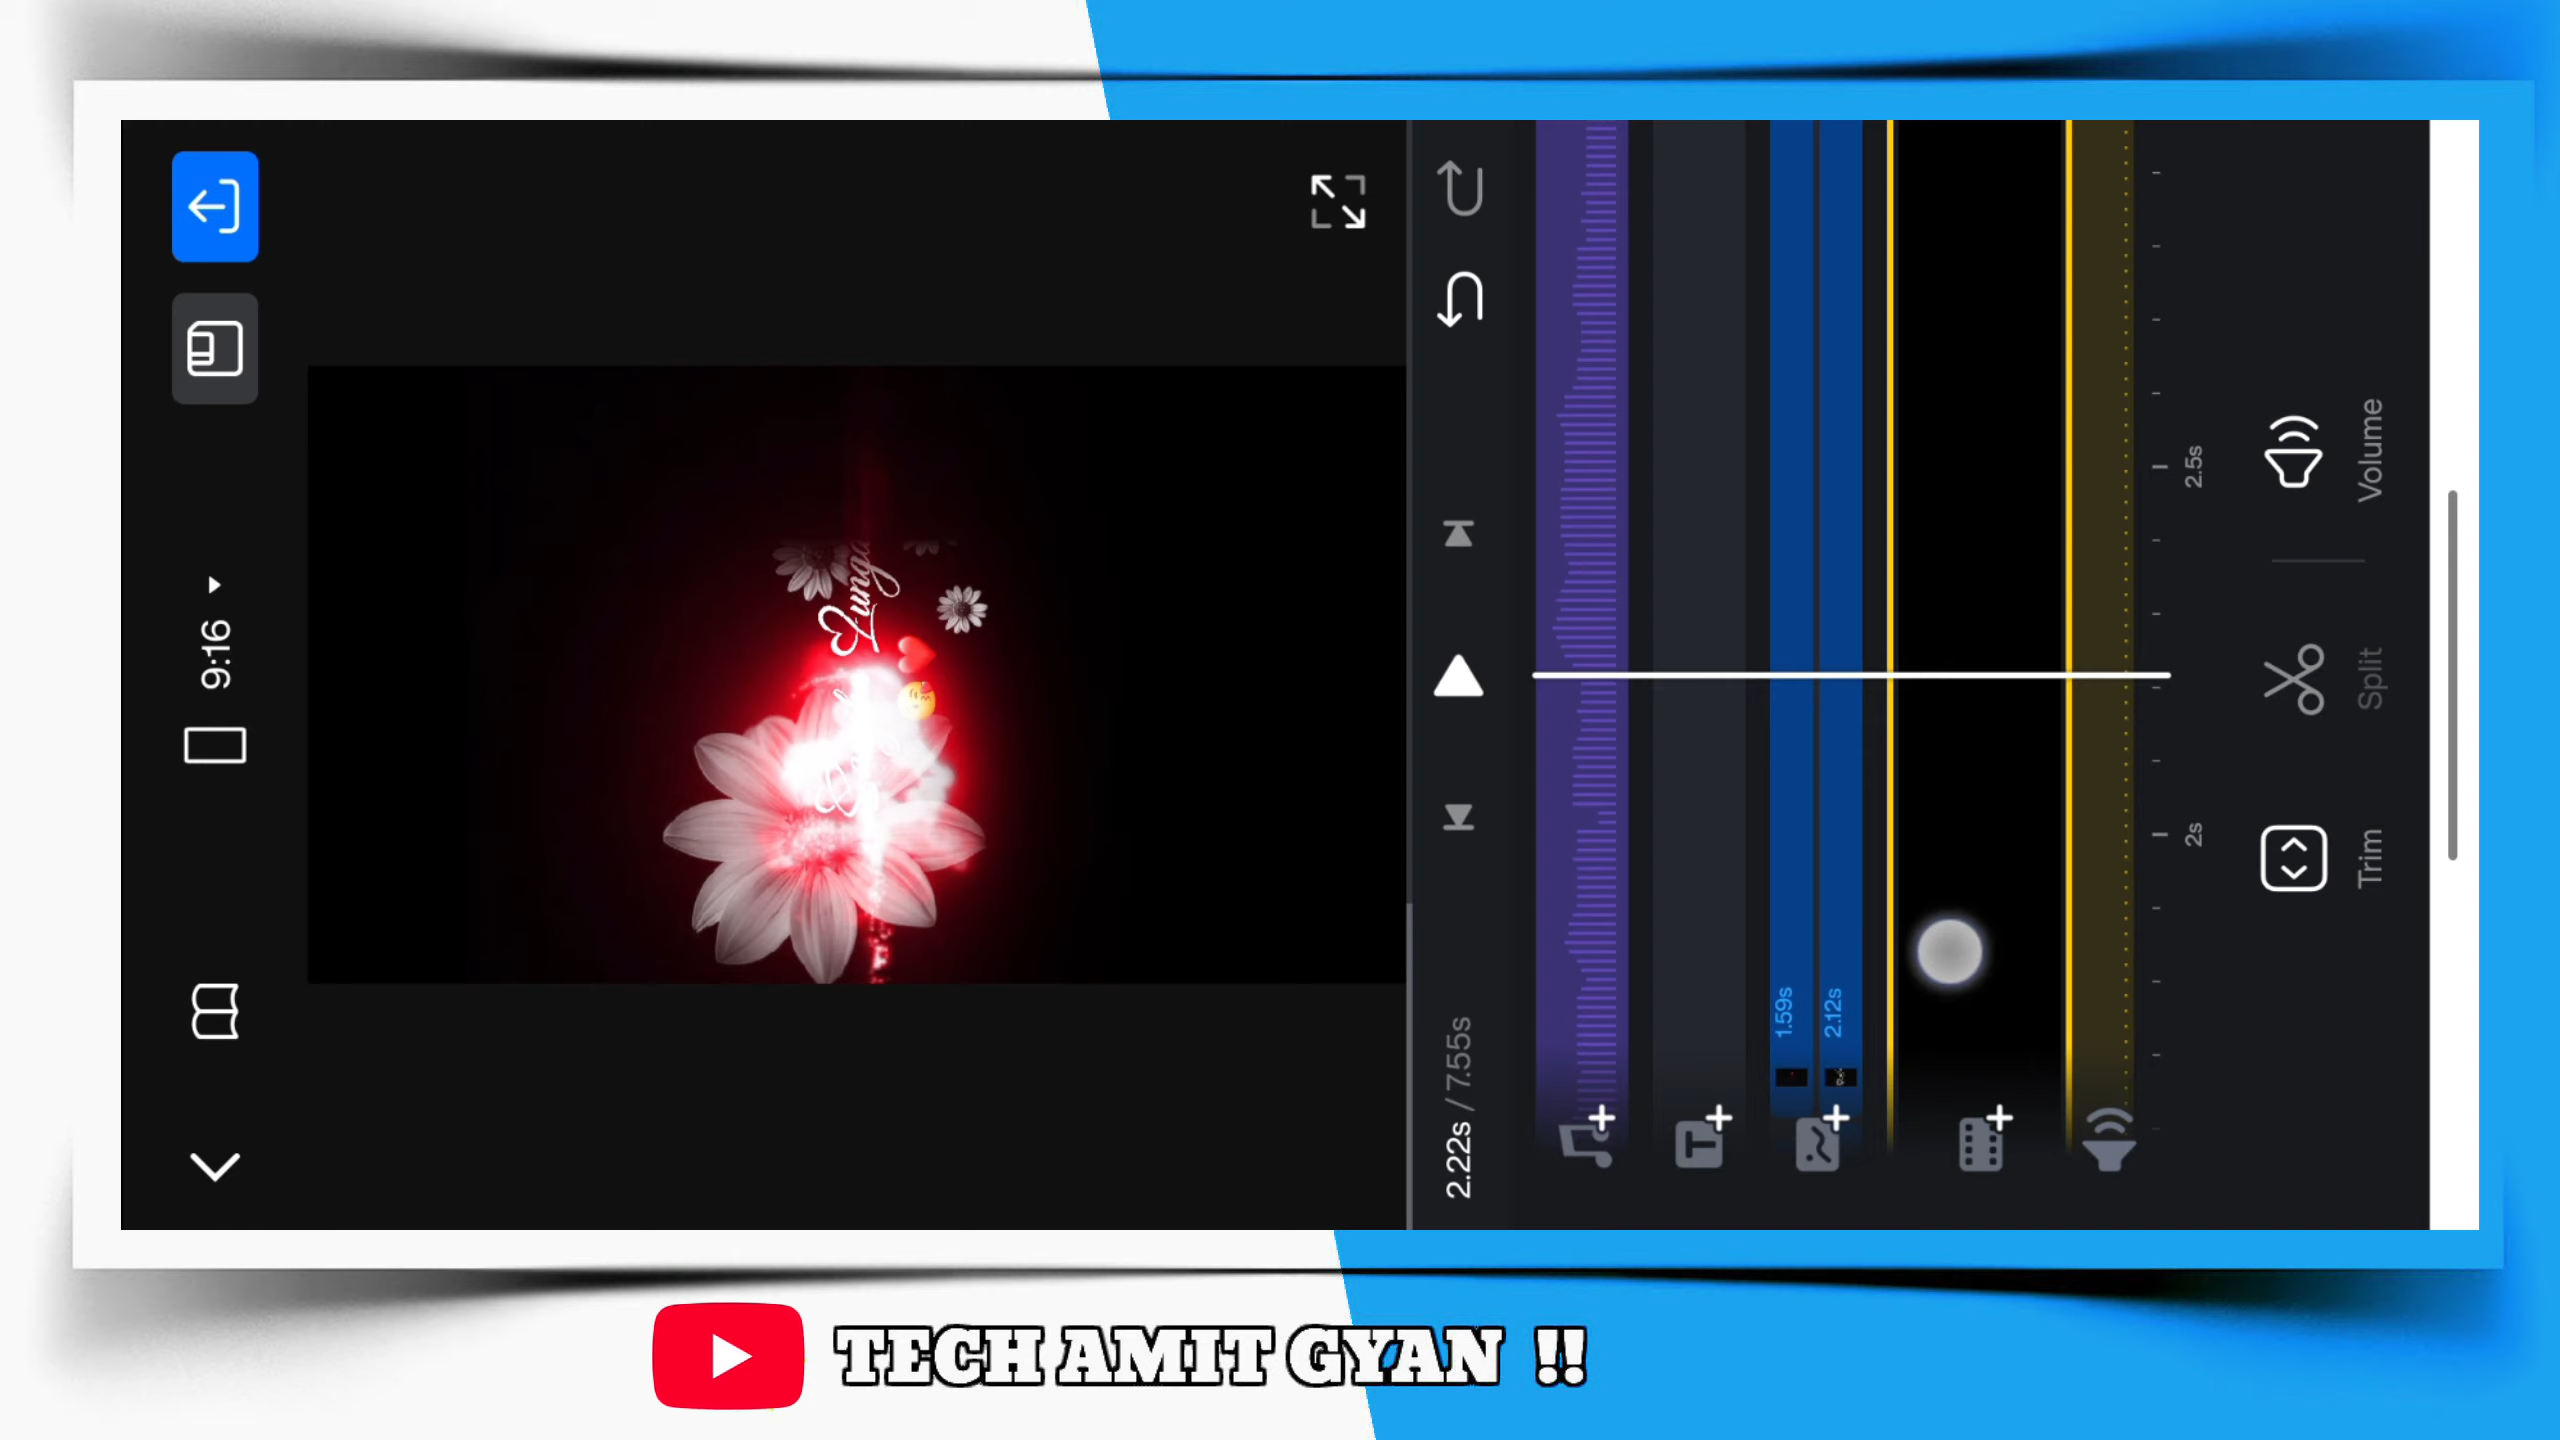 9:16
Zunga
2.22s / 7.55s
1.59s
2.12s
2s
2.5s
Trim
Split
Volume
TECH AMIT GYAN !!